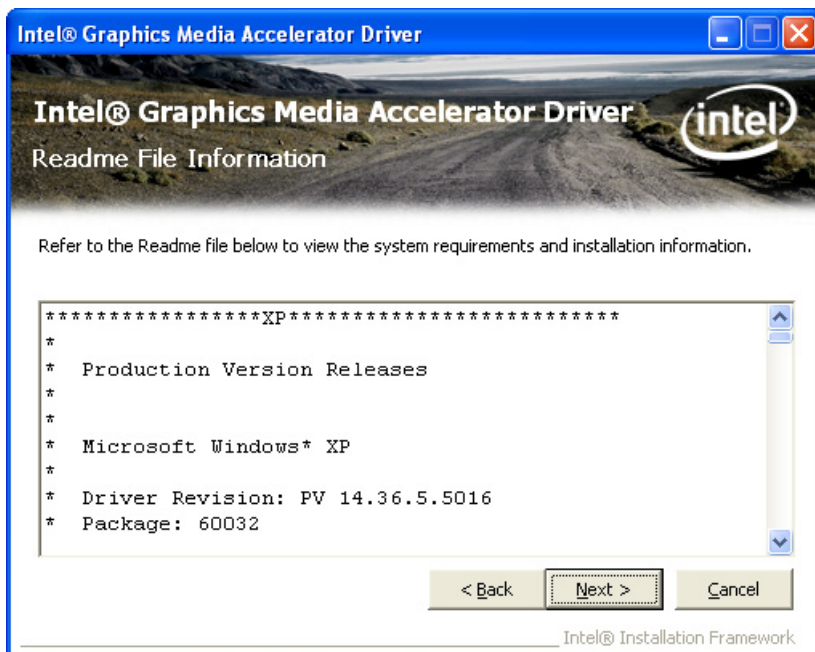 Intel® Graphics Media Accelerator Driver
Intel® Graphics Media Accelerator Driver
intel
Readme File Information
Refer to the Readme file below to view the system requirements and installation information.
*****************XP**************************
*
*  Production Version Releases
*
*
*  Microsoft Windows* XP
*
*  Driver Revision: PV 14.36.5.5016
*  Package: 60032
< Back
Next >
Cancel
Intel® Installation Framework